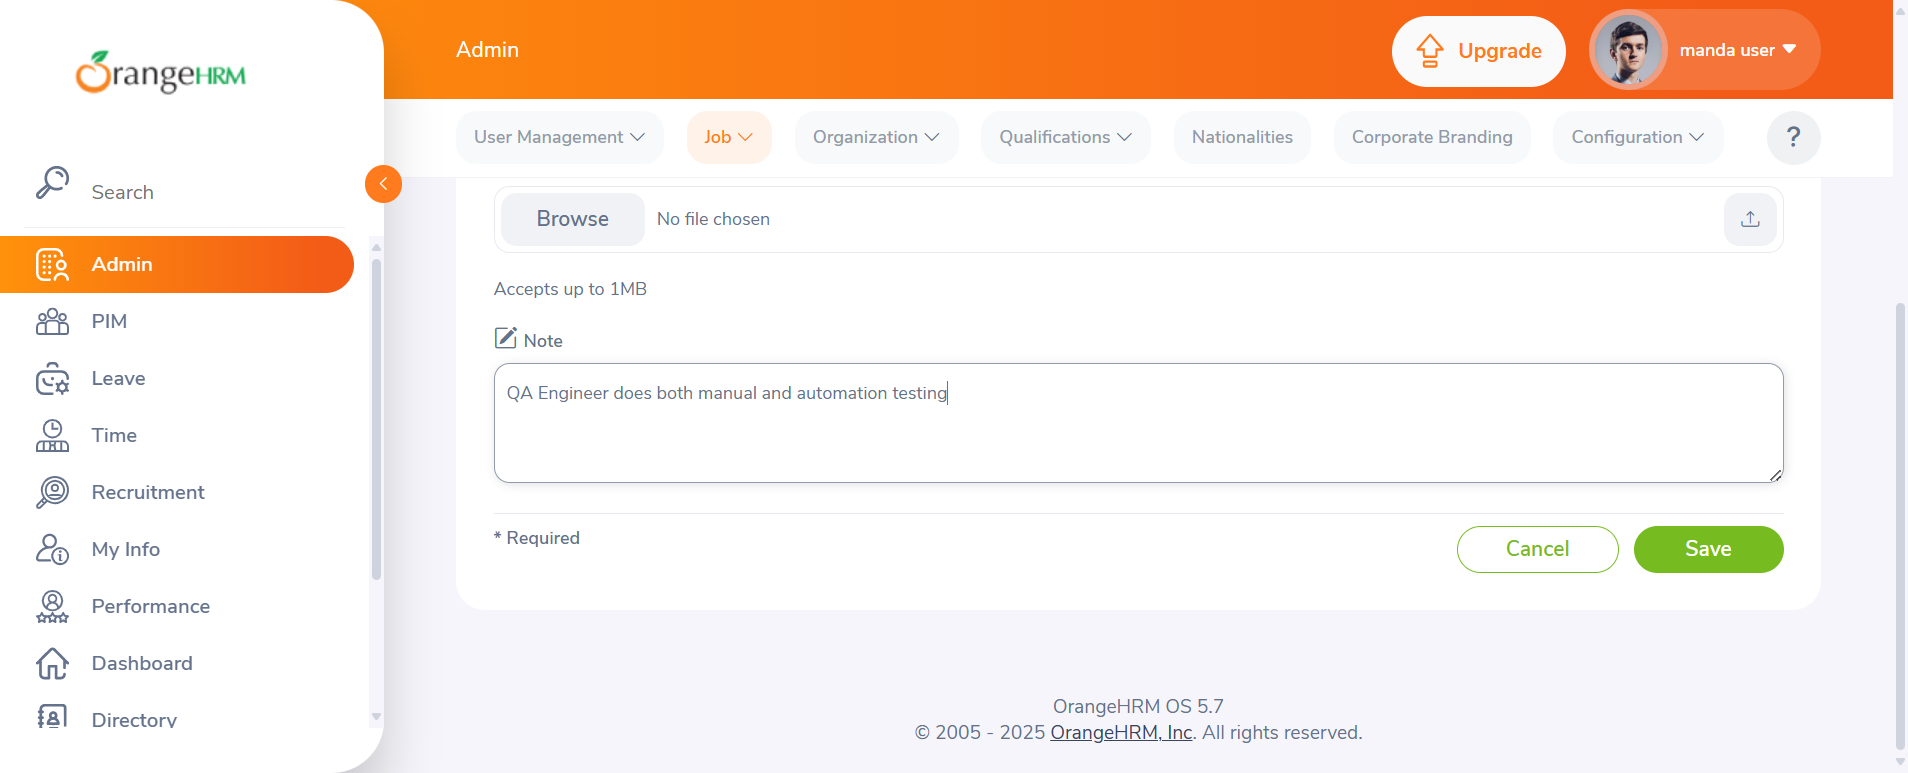 OrangeHRM
Admin
Upgrade
manda user
User Management
Job
Organization
Qualifications
Nationalities
Corporate Branding
Configuration
?
Search
Admin
PIM
Leave
Time
Recruitment
My Info
Performance
Dashboard
Directory
Browse
No file chosen
Accepts up to 1MB
Note
QA Engineer does both manual and automation testing
* Required
Cancel
Save
OrangeHRM OS 5.7
© 2005 - 2025 OrangeHRM, Inc. All rights reserved.